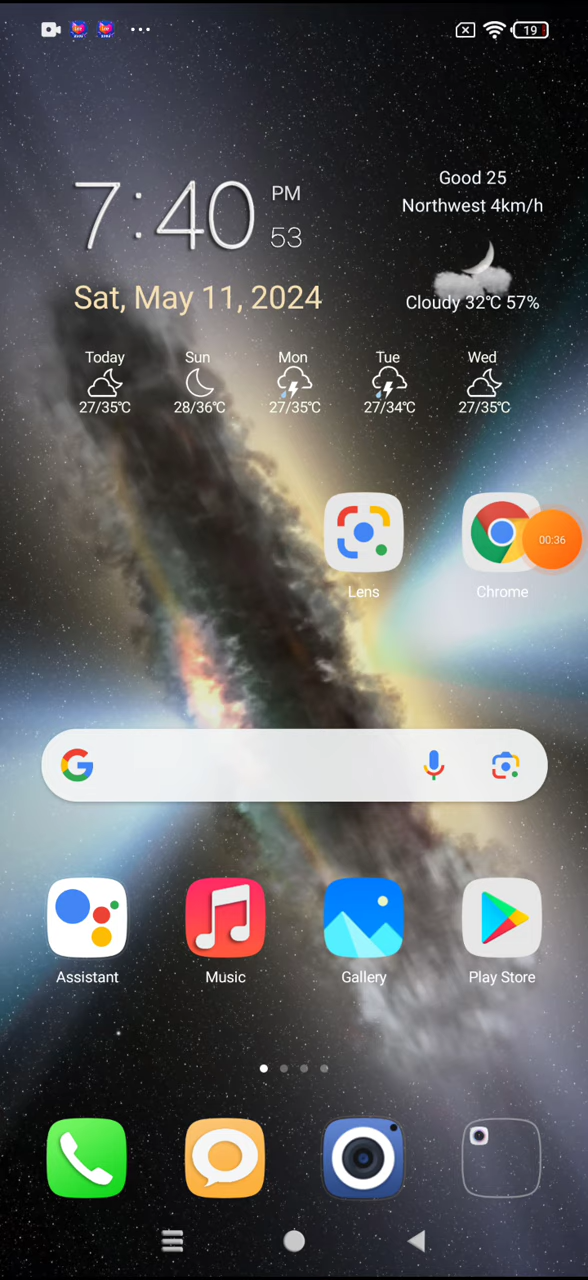 19
7:40 PM
53
Good 25
Northwest 4km/h
Sat, May 11, 2024
Cloudy 32℃ 57%
Today Sun Mon Tue Wed
27/35℃ 28/36℃ 27/35℃ 27/34℃ 27/35℃
00:36
Lens Chrome
Assistant Music Gallery Play Store